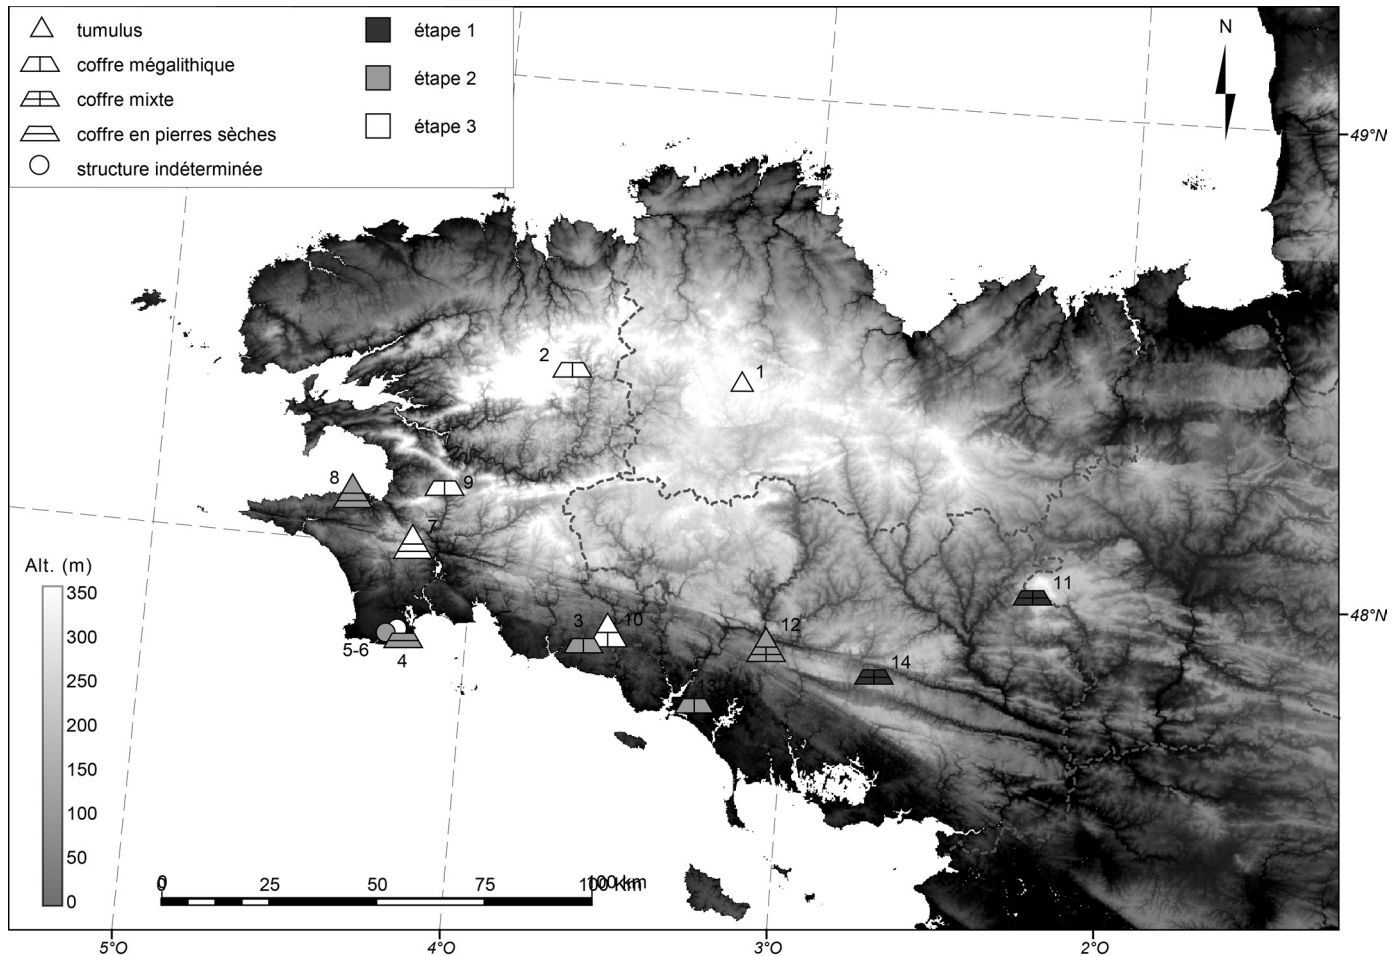 tumulus
coffre mégalithique
coffre mixte
coffre en pierres sèches
structure indéterminée
étape 1
étape 2
étape 3
N
49°N
48°N
1
2
3
4
5-6
7
8
9
10
11
12
13
14
Alt. (m)
350
300
250
200
150
100
50
0
0 25 50 75 100 Km
5°O 4°O 3°O 2°O